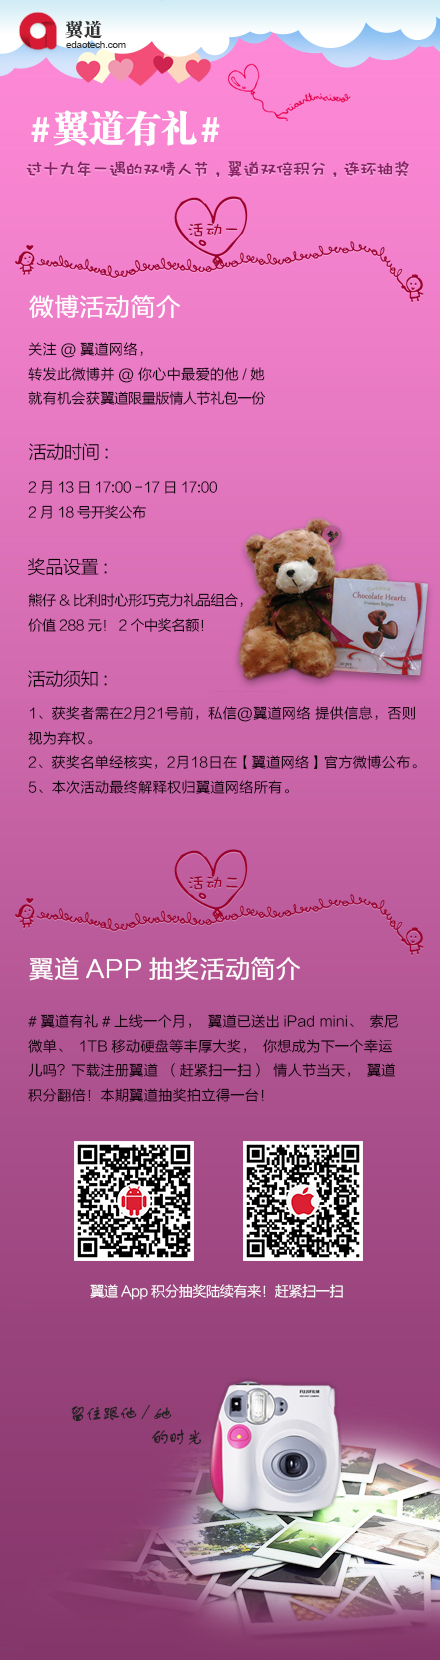 翼道
edaotech.com
#翼道有礼#
过十九年一遇的双情人节，翼道双倍积分，连环抽奖
活动一
微博活动简介
关注 @ 翼道网络，
转发此微博并 @ 你心中最爱的他 / 她
就有机会获翼道限量版情人节礼包一份
活动时间：
2 月 13 日 17:00 -17 日 17:00
2 月 18 号开奖公布
奖品设置：
熊仔 & 比利时心形巧克力礼品组合，
价值 288 元！ 2 个中奖名额！
Chocolate Hearts
活动须知：
1、获奖者需在2月21号前，私信@翼道网络 提供信息，否则
视为弃权。
2、获奖名单经核实，2月18日在【翼道网络】官方微博公布。
5、本次活动最终解释权归翼道网络所有。
活动二
翼道 APP 抽奖活动简介
# 翼道有礼 # 上线一个月， 翼道已送出 iPad mini、 索尼
微单、 1TB 移动硬盘等丰厚大奖， 你想成为下一个幸运
儿吗？下载注册翼道 （ 赶紧扫一扫 ） 情人节当天， 翼道
积分翻倍！本期翼道抽奖拍立得一台！
翼道 App 积分抽奖陆续有来！赶紧扫一扫
留住跟他 / 她
的时光
FUJIFILM